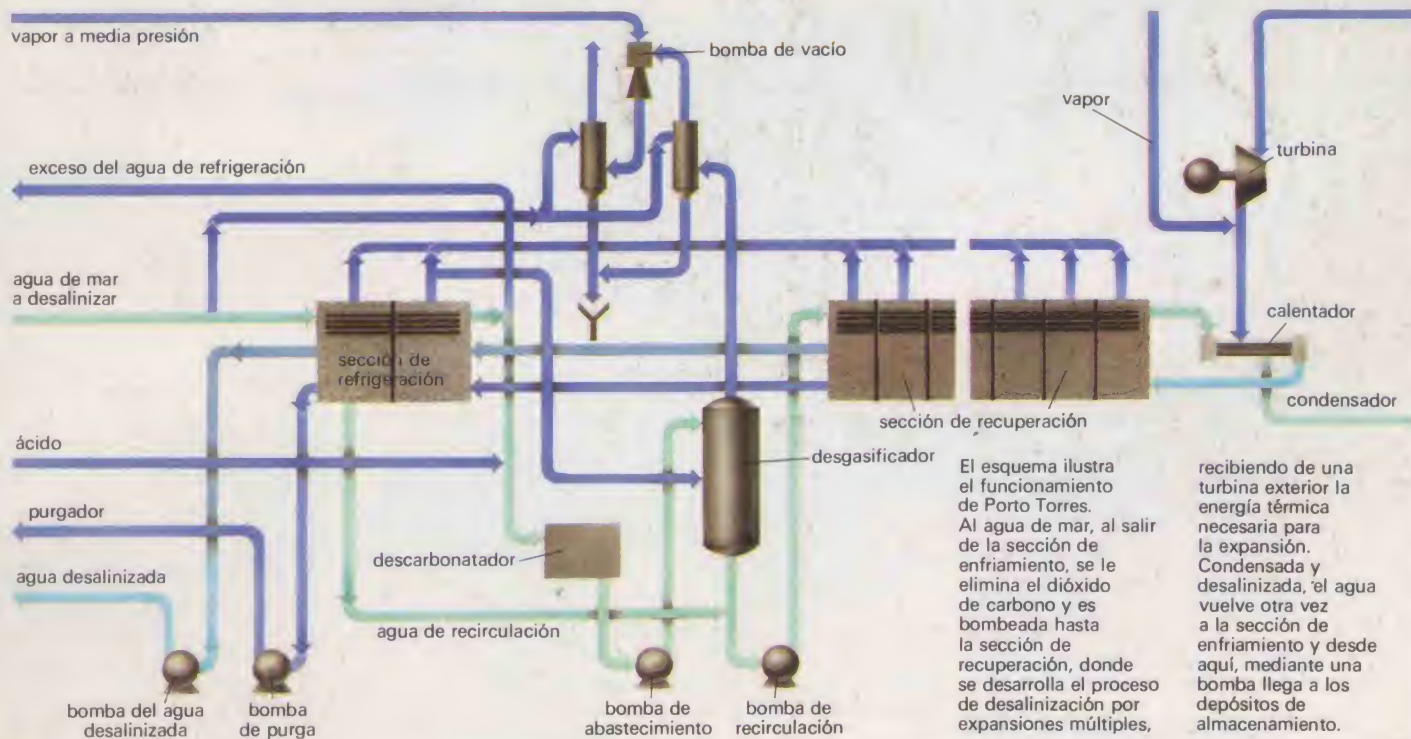 vapor a media presión
bomba de vacío
vapor
turbina
exceso del agua de refrigeración
agua de mar
a desalinizar
calentador
sección de
refrigeración
condensador
sección de recuperación
ácido
desgasificador
purgador
descarbonatador
agua desalinizada
agua de recirculación
bomba del agua
desalinizada
bomba
de purga
bomba de
abastecimiento
bomba de
recirculación
El esquema ilustra
el funcionamiento
de Porto Torres.
Al agua de mar, al salir
de la sección de
enfriamiento, se le
elimina el dióxido
de carbono y es
bombeada hasta
la sección de
recuperación, donde
se desarrolla el proceso
de desalinización por
expansiones múltiples,
recibiendo de una
turbina exterior la
energía térmica
necesaria para
la expansión.
Condensada y
desalinizada, el agua
vuelve otra vez
a la sección de
enfriamiento y desde
aquí, mediante una
bomba llega a los
depósitos de
almacenamiento.